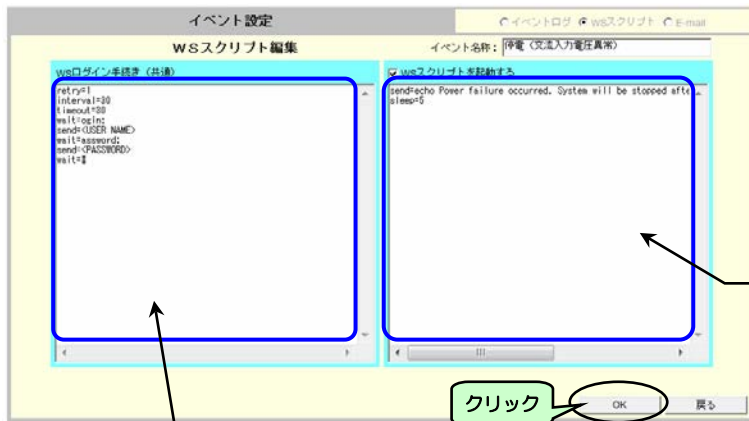 イベント設定
イベントログ WSスクリプト E-mail
WSスクリプト編集
イベント名称: 停電（交流入力電圧異常）
WSログイン手続き（共通）
WSスクリプトを起動する
retry=1
interval=30
timeout=30
wait=ogin:
send=<USER NAME>
wait=assword:
send=<PASSWORD>
wait=
send=echo Power failure occurred. System will be stopped afte
sleep=5
クリック
OK
戻る